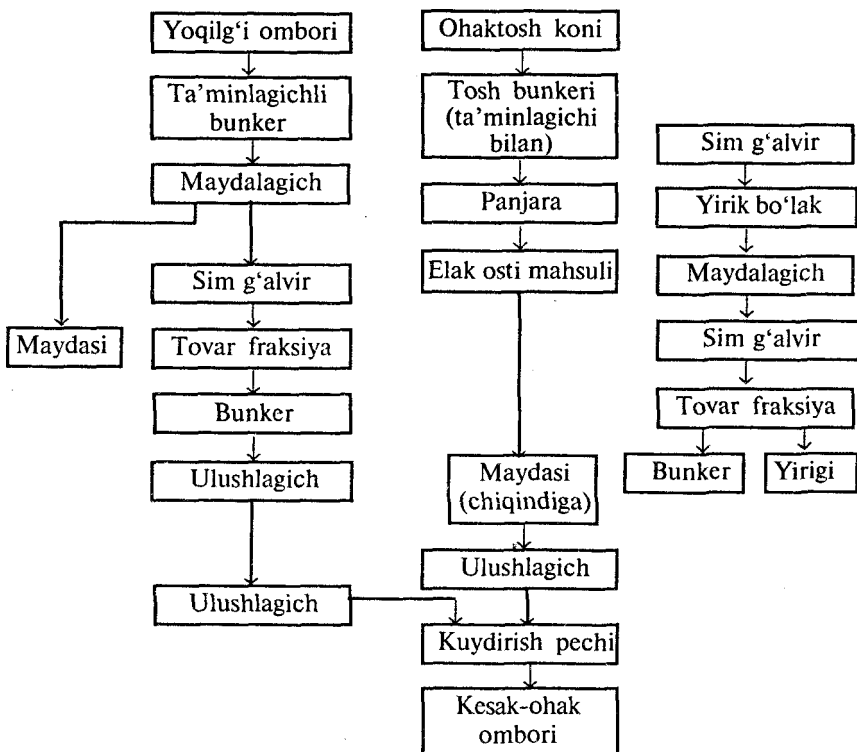 Yoqilg‘i ombori
Ta’minlagichli
bunker
Maydalagich
Sim g‘alvir
Maydasi
Tovar fraksiya
Bunker
Ulushlagich
Ulushlagich
Ohaktosh koni
Tosh bunkeri
(ta’minlagichi
bilan)
Panjara
Elak osti mahsuli
Maydasi
(chiqindiga)
Ulushlagich
Kuydirish pechi
Kesak-ohak
ombori
Sim g‘alvir
Yirik bo‘lak
Maydalagich
Sim g‘alvir
Tovar fraksiya
Bunker
Yirigi